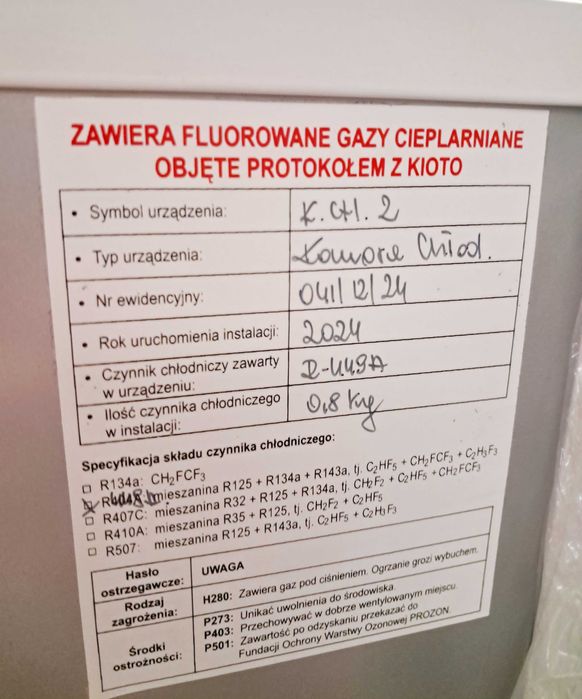 ZAWIERA FLUOROWANE GAZY CIEPLARNIANE
OBJĘTE PROTOKOŁEM Z KIOTO
• Symbol urządzenia: K.CH.2
• Typ urządzenia: Komora Chłod.
• Nr ewidencyjny: 041/12/24
• Rok uruchomienia instalacji: 2024
• Czynnik chłodniczy zawarty
w urządzeniu: R-449A
• Ilość czynnika chłodniczego
w instalacji: 0,8 Kg
Specyfikacja składu czynnika chłodniczego:
R134a: CH₂FCF₃
mieszanina R125 + R134a + R143a, tj. C₂HF₅ + CH₂FCF₃ + C₂H₃F₃
R407C: mieszanina R32 + R125 + R134a, tj. CH₂F₂ + C₂HF₅ + CH₂FCF₃
R410A: mieszanina R35 + R125, tj. CH₂F₂ + C₂HF₅
R507: mieszanina R125 + R143a, tj. C₂HF₅ + C₂H₃F₃
Hasło
ostrzegawcze: UWAGA
Rodzaj
zagrożenia: H280: Zawiera gaz pod ciśnieniem. Ogrzanie grozi wybuchem.
Środki
ostrożności:
P273: Unikać uwolnienia do środowiska.
P403: Przechowywać w dobrze wentylowanym miejscu.
P501: Zawartość po odzyskaniu przekazać do
Fundacji Ochrony Warstwy Ozonowej PROZON.